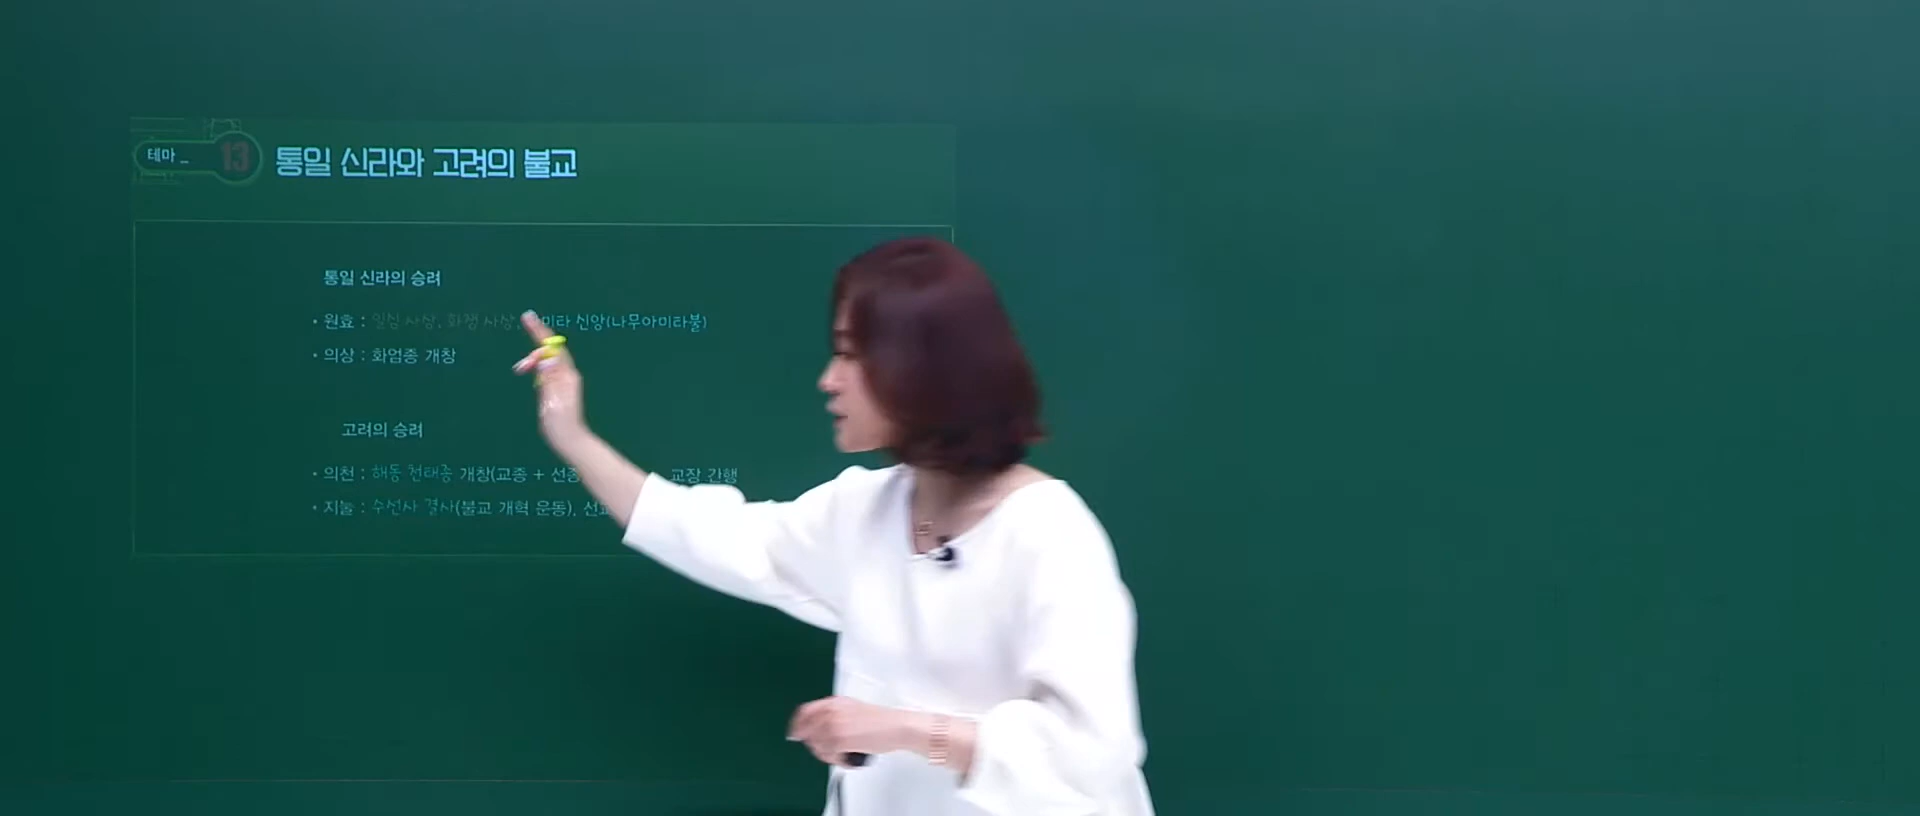 테마 _ 13 통일 신라와 고려의 불교
통일 신라의 승려
• 원효 : 일심 사상, 화쟁 사상, 미타 신앙(나무아미타불)
• 의상 : 화엄종 개창
고려의 승려
• 의천 : 해동 천태종 개창(교종 + 선종 교장 간행
• 지눌 : 수선사 결사(불교 개혁 운동), 선교